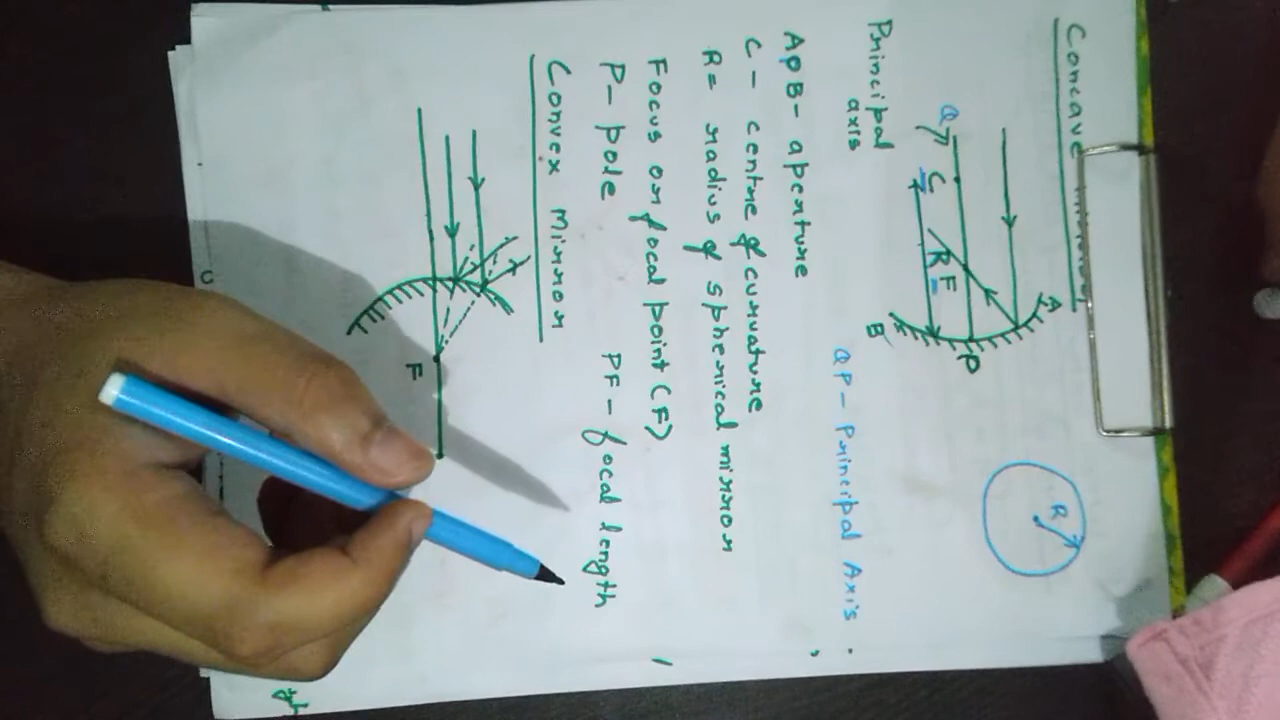 Concave mirror
A
Q
C
R
F
P
B
R
Principal
axis
QP - Principal Axis.
APB - aperture
C - centre of curvature
R = radius of spherical mirror
Focus or focal point (F)
P - pole PF - focal length
Convex Mirror
F